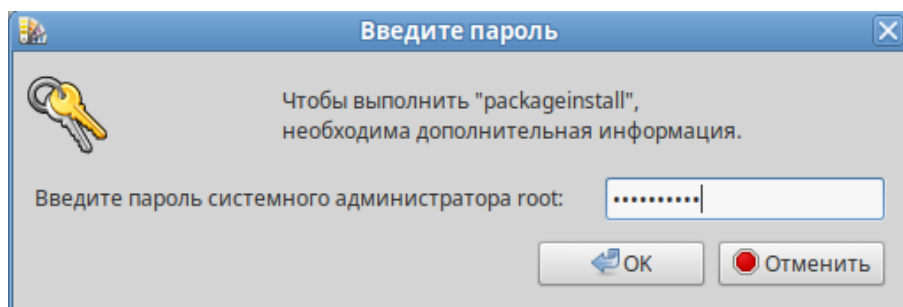 Введите пароль
Чтобы выполнить "packageinstall",
необходима дополнительная информация.
Введите пароль системного администратора root: ••••••••••
OK
Отменить